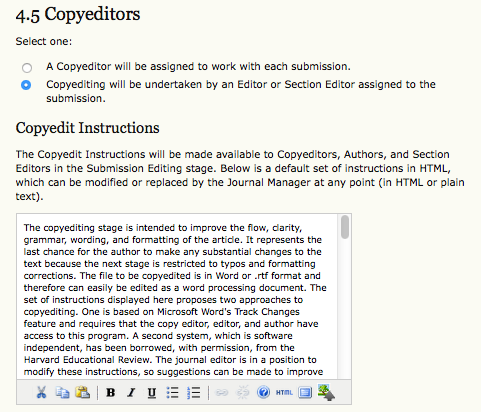 4.5 Copyeditors
Select one:
A Copyeditor will be assigned to work with each submission.
Copyediting will be undertaken by an Editor or Section Editor assigned to the
submission.
Copyedit Instructions
The Copyedit Instructions will be made available to Copyeditors, Authors, and Section
Editors in the Submission Editing stage. Below is a default set of instructions in HTML,
which can be modified or replaced by the Journal Manager at any point (in HTML or plain
text).
The copyediting stage is intended to improve the flow, clarity,
grammar, wording, and formatting of the article. It represents the
last chance for the author to make any substantial changes to the
text because the next stage is restricted to typos and formatting
corrections. The file to be copyedited is in Word or .rtf format and
therefore can easily be edited as a word processing document. The
set of instructions displayed here proposes two approaches to
copyediting. One is based on Microsoft Word's Track Changes
feature and requires that the copy editor, editor, and author have
access to this program. A second system, which is software
independent, has been borrowed, with permission, from the
Harvard Educational Review. The journal editor is in a position to
modify these instructions, so suggestions can be made to improve
B I U HTML